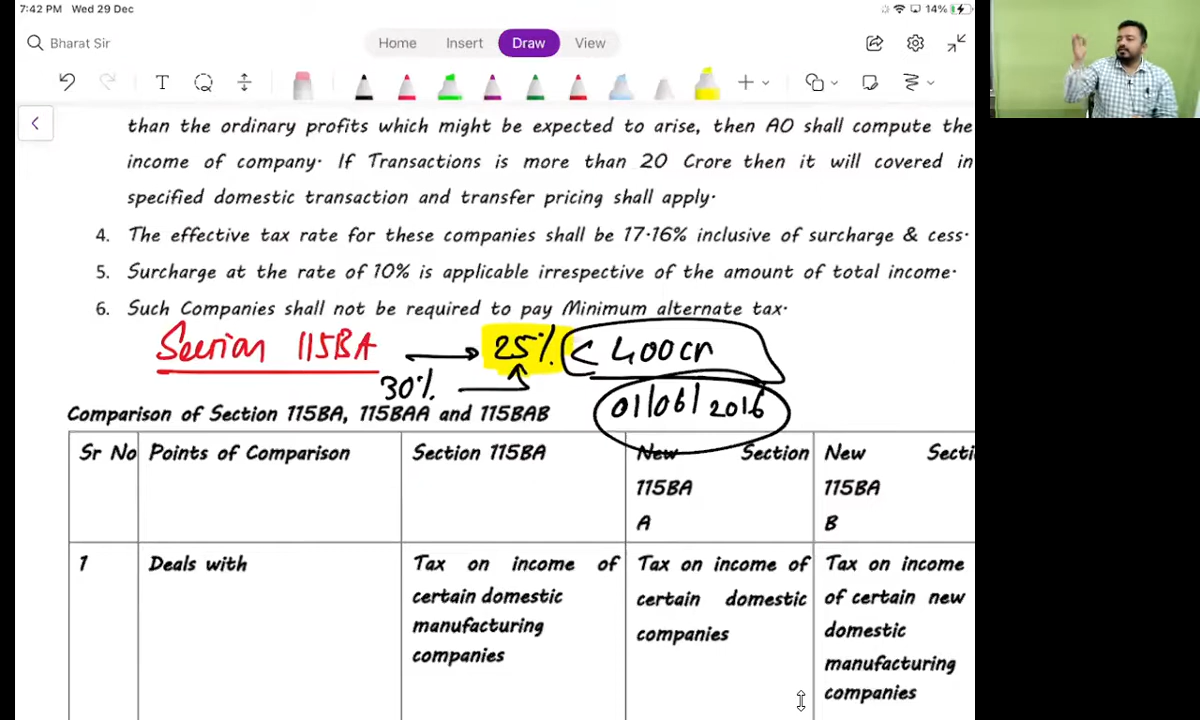 7:42 PM Wed 29 Dec
14%
Bharat Sir
Home Insert Draw View
than the ordinary profits which might be expected to arise, then AO shall compute the
income of company. If Transactions is more than 20 Crore then it will covered in
specified domestic transaction and transfer pricing shall apply.
4. The effective tax rate for these companies shall be 17.16% inclusive of surcharge & cess.
5. Surcharge at the rate of 10% is applicable irrespective of the amount of total income.
6. Such Companies shall not be required to pay Minimum alternate tax.
Section 115BA → 25% < 400cr
30% 01/06/2016
Comparison of Section 115BA, 115BAA and 115BAB
Sr No Points of Comparison Section 115BA New Section New Secti
115BA 115BA
A B
1 Deals with Tax on income of Tax on income of Tax on income
certain domestic certain domestic of certain new
manufacturing companies domestic
companies manufacturing
companies